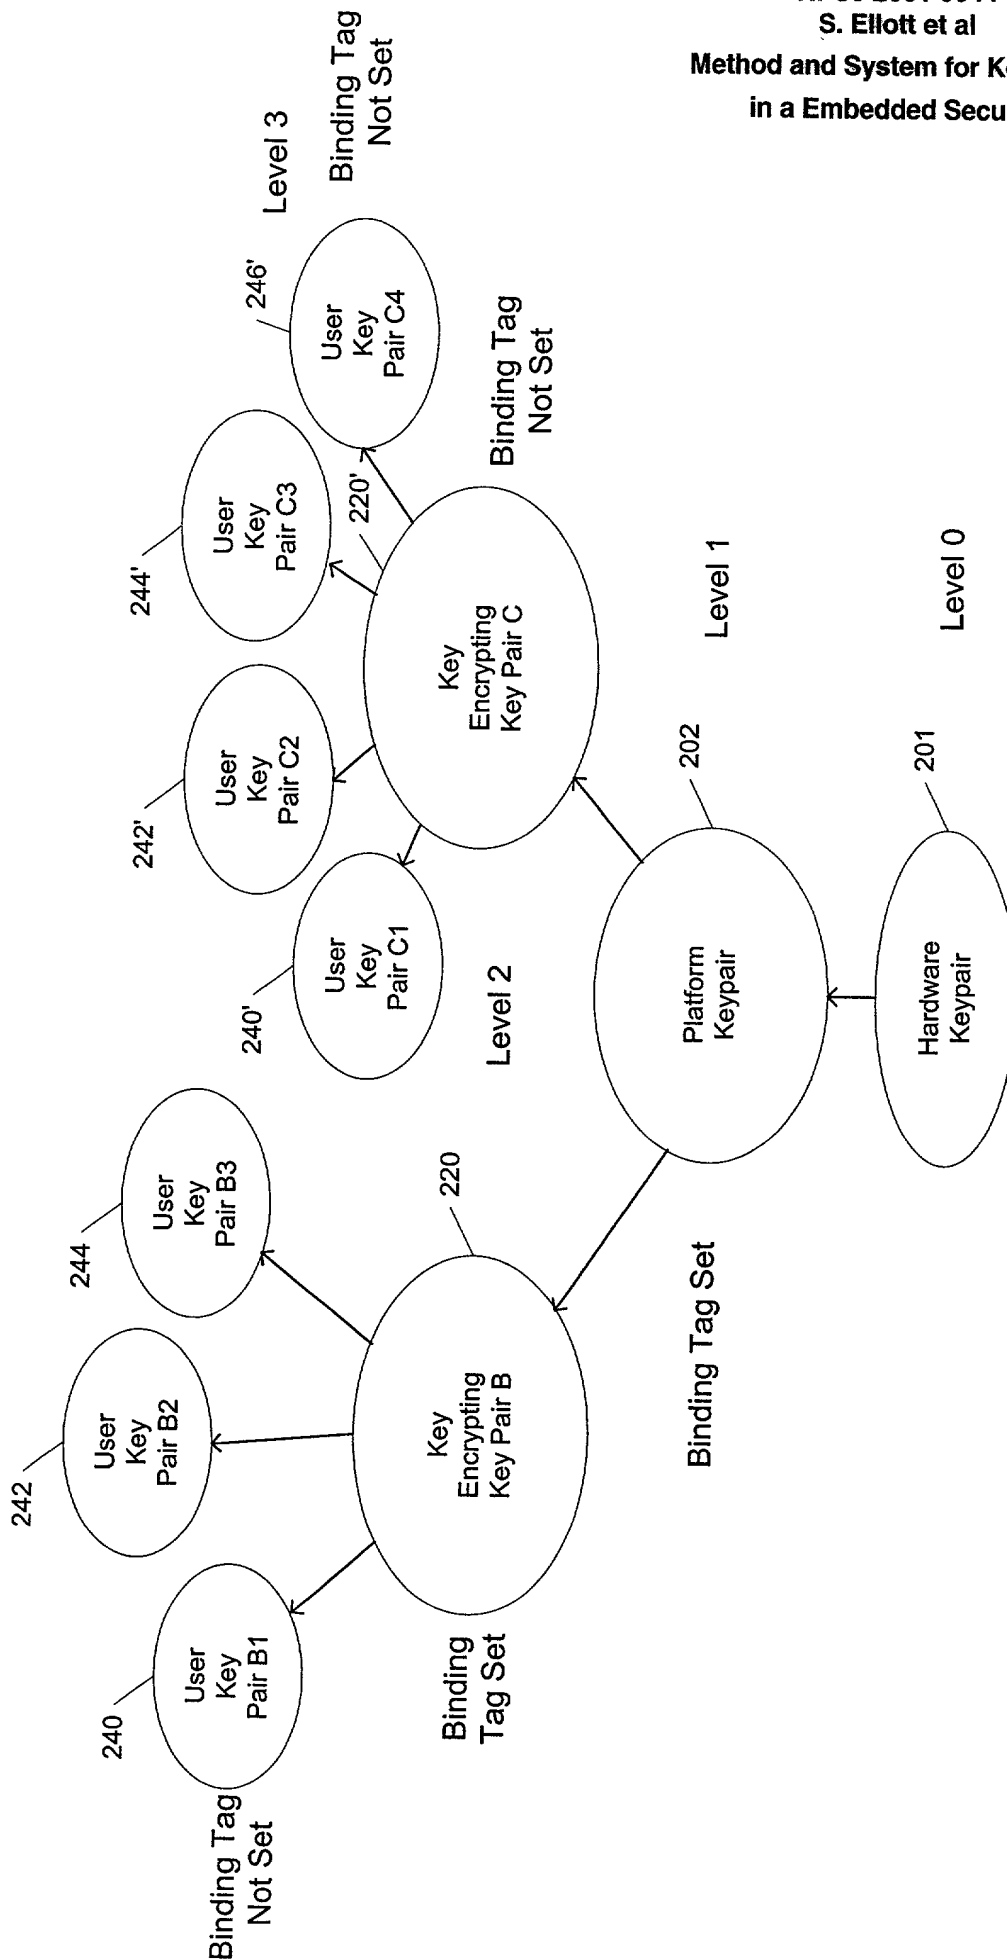 S. Ellott et al
Method and System for K
in a Embedded Secu
Level 3
Binding Tag
Not Set
246'
User
Key
Pair C4
244'
User
Key
Pair C3
220'
242'
User
Key
Pair C2
240'
User
Key
Pair C1
Key
Encrypting
Key Pair C
Binding Tag
Not Set
Level 2
244
User
Key
Pair B3
242
User
Key
Pair B2
240
User
Key
Pair B1
Binding Tag
Not Set
220
Key
Encrypting
Key Pair B
Binding
Tag Set
Level 1
202
Platform
Keypair
Binding Tag Set
Level 0
201
Hardware
Keypair